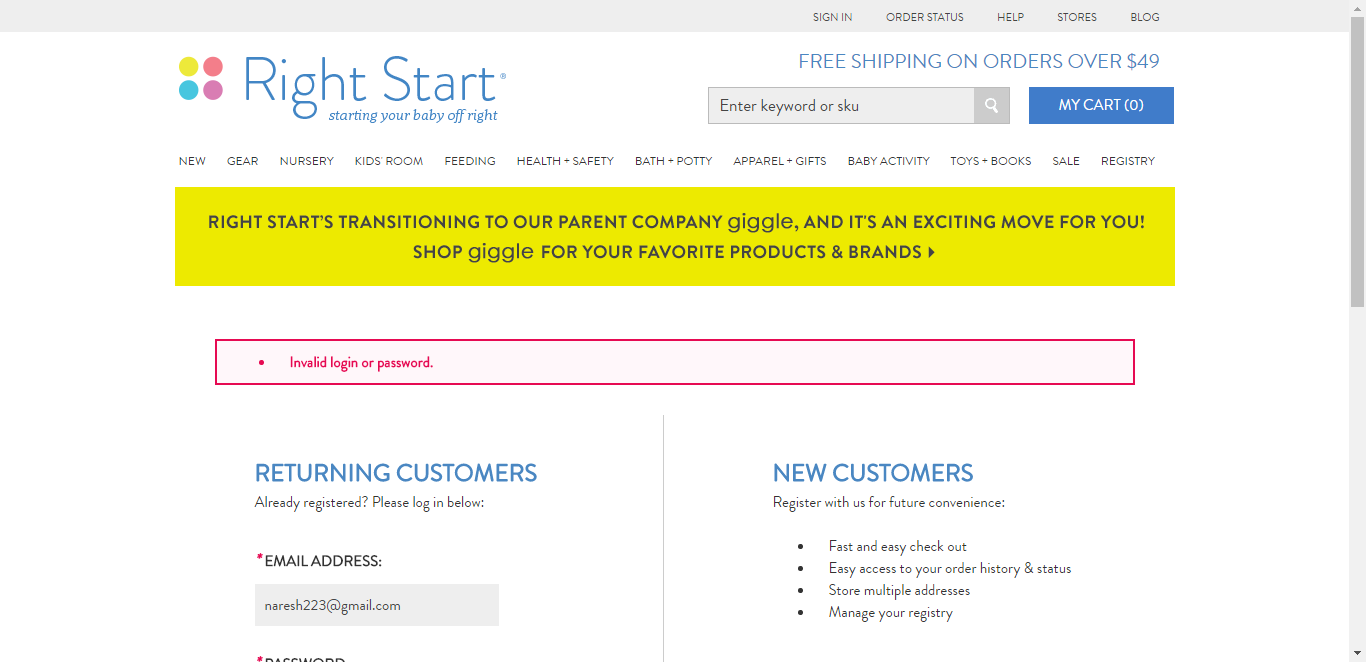 SIGN IN ORDER STATUS HELP STORES BLOG
Right Start®
starting your baby off right
FREE SHIPPING ON ORDERS OVER $49
Enter keyword or sku
MY CART (0)
NEW GEAR NURSERY KIDS' ROOM FEEDING HEALTH + SAFETY BATH + POTTY APPAREL + GIFTS BABY ACTIVITY TOYS + BOOKS SALE REGISTRY
RIGHT START'S TRANSITIONING TO OUR PARENT COMPANY giggle, AND IT'S AN EXCITING MOVE FOR YOU!
SHOP giggle FOR YOUR FAVORITE PRODUCTS & BRANDS
• Invalid login or password.
RETURNING CUSTOMERS
Already registered? Please log in below:
*EMAIL ADDRESS:
naresh223@gmail.com
*PASSWORD
NEW CUSTOMERS
Register with us for future convenience:
• Fast and easy check out
• Easy access to your order history & status
• Store multiple addresses
• Manage your registry